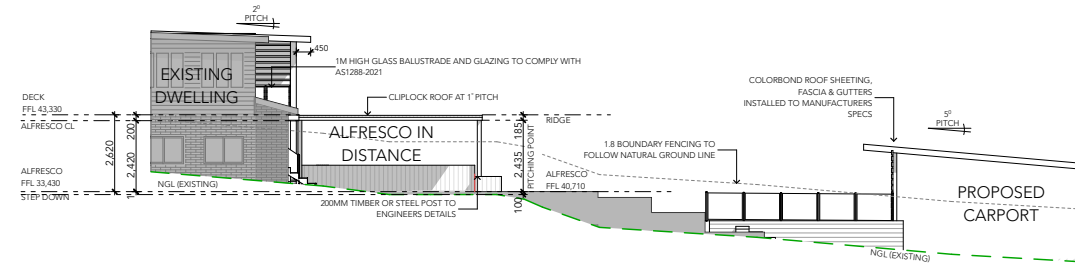 2⁰
PITCH
450
1M HIGH GLASS BALUSTRADE AND GLAZING TO COMPLY WITH
AS1288-2021
EXISTING
DWELLING
COLORBOND ROOF SHEETING,
FASCIA & GUTTERS
INSTALLED TO MANUFACTURERS
SPECS
DECK
FFL 43,330
CLIPLOCK ROOF AT 1° PITCH
ALFRESCO CL
200
185
RIDGE
5⁰
PITCH
ALFRESCO IN
DISTANCE
1.8 BOUNDARY FENCING TO
FOLLOW NATURAL GROUND LINE
2,620
2,420
2,435
PITCHING POINT
ALFRESCO
FFL 33,430
STEP DOWN
NGL (EXISTING)
ALFRESCO
FFL 40,710
200MM TIMBER OR STEEL POST TO
ENGINEERS DETAILS
100
PROPOSED
CARPORT
NGL (EXISTING)